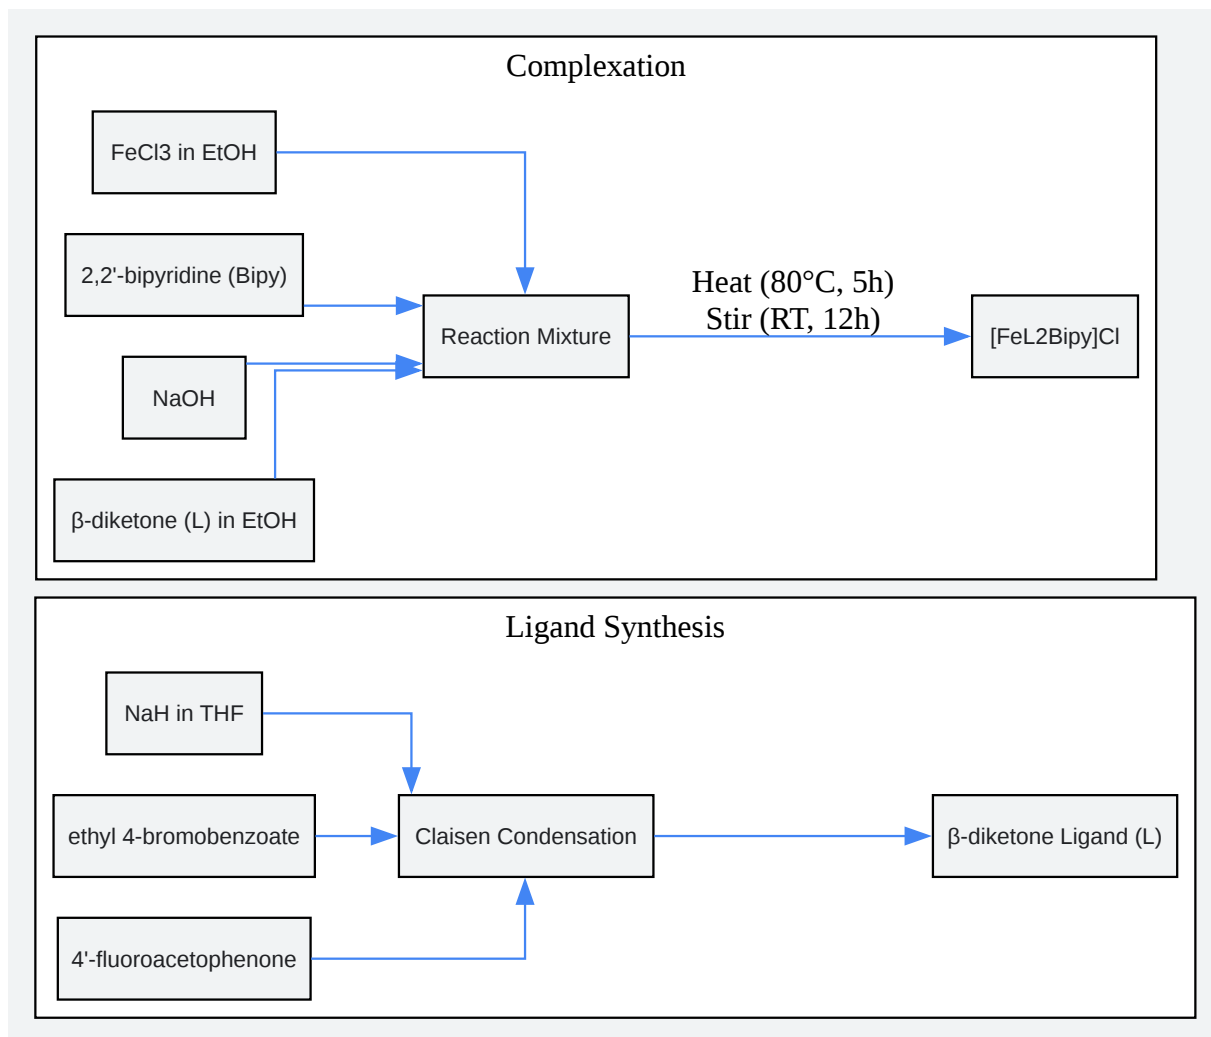 Complexation
FeCl3 in EtOH
2,2'-bipyridine (Bipy)
NaOH
β-diketone (L) in EtOH
Reaction Mixture
Heat (80°C, 5h)
Stir (RT, 12h)
[FeL2Bipy]Cl
Ligand Synthesis
NaH in THF
ethyl 4-bromobenzoate
4'-fluoroacetophenone
Claisen Condensation
β-diketone Ligand (L)